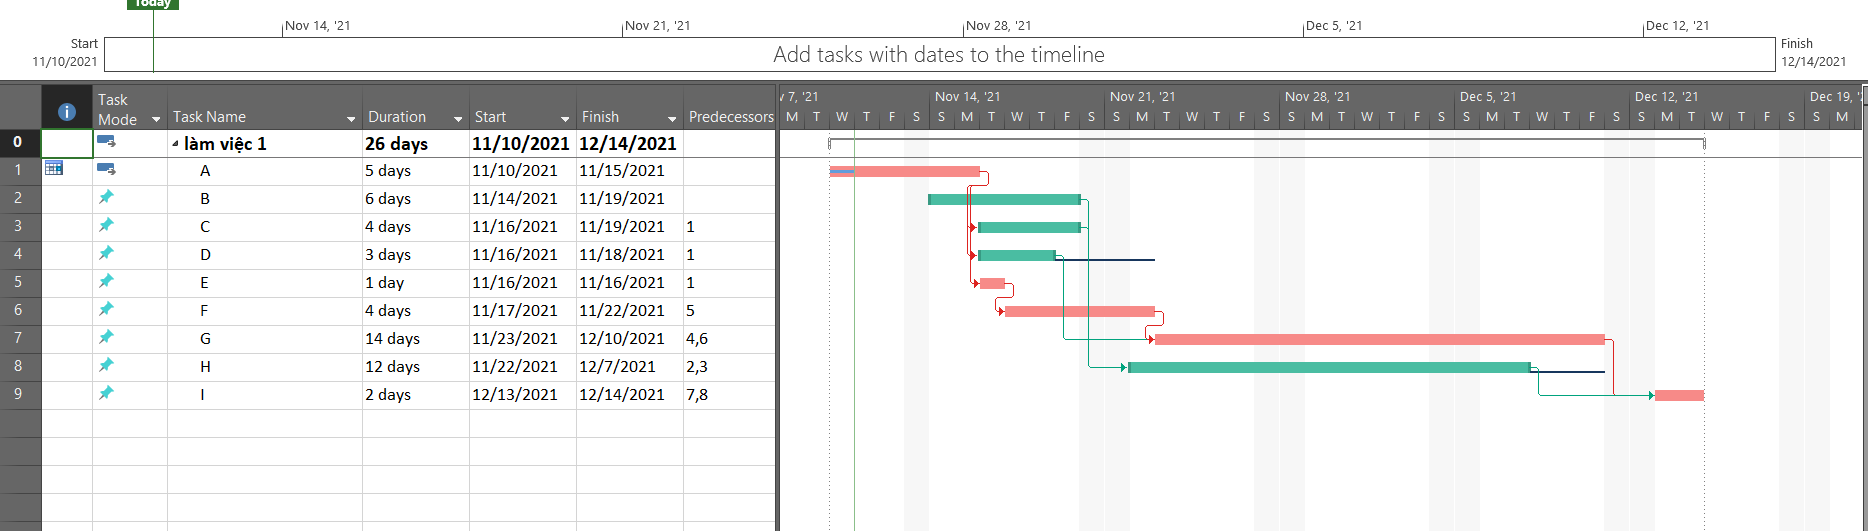 Today
Nov 14, '21 Nov 21, '21 Nov 28, '21 Dec 5, '21 Dec 12, '21
Start
11/10/2021
Add tasks with dates to the timeline
Finish
12/14/2021
Task Mode Task Name Duration Start Finish Predecessors
7, '21 Nov 14, '21 Nov 21, '21 Nov 28, '21 Dec 5, '21 Dec 12, '21 Dec 19, '
M T W T F S S M T W T F S S M T W T F S S M T W T F S S M T W T F S S M T W T F S S M
0 làm việc 1 26 days 11/10/2021 12/14/2021
1 A 5 days 11/10/2021 11/15/2021
2 B 6 days 11/14/2021 11/19/2021
3 C 4 days 11/16/2021 11/19/2021 1
4 D 3 days 11/16/2021 11/18/2021 1
5 E 1 day 11/16/2021 11/16/2021 1
6 F 4 days 11/17/2021 11/22/2021 5
7 G 14 days 11/23/2021 12/10/2021 4,6
8 H 12 days 11/22/2021 12/7/2021 2,3
9 I 2 days 12/13/2021 12/14/2021 7,8